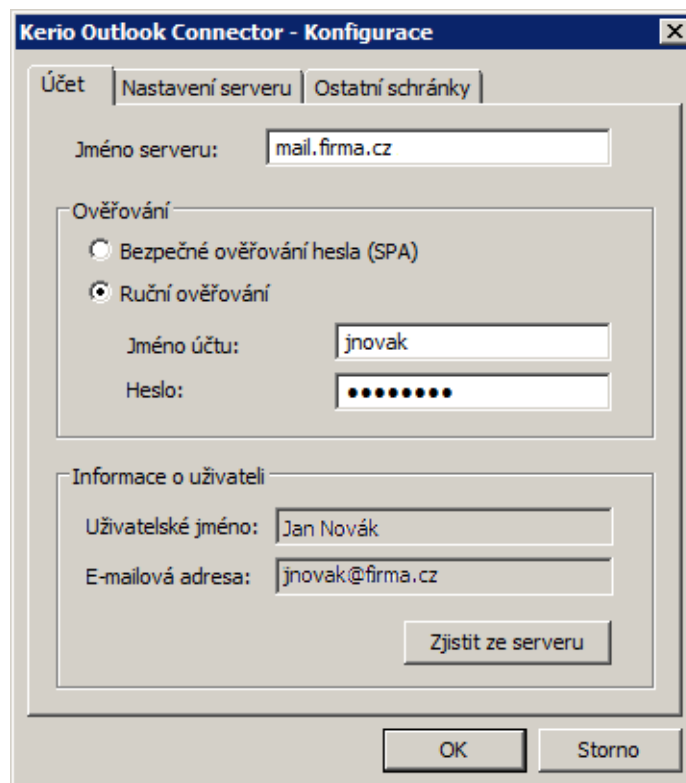 Kerio Outlook Connector - Konfigurace
Účet Nastavení serveru Ostatní schránky
Jméno serveru: mail.firma.cz
Ověřování
Bezpečné ověřování hesla (SPA)
Ruční ověřování
Jméno účtu: jnovak
Heslo: ●●●●●●●●
Informace o uživateli
Uživatelské jméno: Jan Novák
E-mailová adresa: jnovak@firma.cz
Zjistit ze serveru
OK Storno